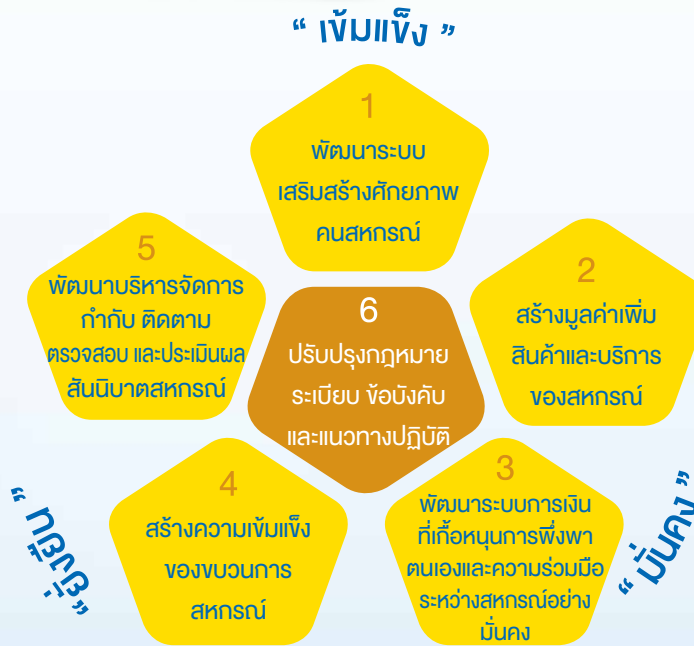 “ เข้มแข็ง ”
1
พัฒนาระบบ
เสริมสร้างศักยภาพ
คนสหกรณ์
2
สร้างมูลค่าเพิ่ม
สินค้าและบริการ
ของสหกรณ์
3
พัฒนาระบบการเงิน
ที่เกื้อหนุนการพึ่งพา
ตนเองและความร่วมมือ
ระหว่างสหกรณ์อย่าง
มั่นคง
“ มั่นคง ”
4
สร้างความเข้มแข็ง
ของขบวนการ
สหกรณ์
“ ยั่งยืน ”
5
พัฒนาบริหารจัดการ
กำกับ ติดตาม
ตรวจสอบ และประเมินผล
สันนิบาตสหกรณ์
6
ปรับปรุงกฎหมาย
ระเบียบ ข้อบังคับ
และแนวทางปฏิบัติ